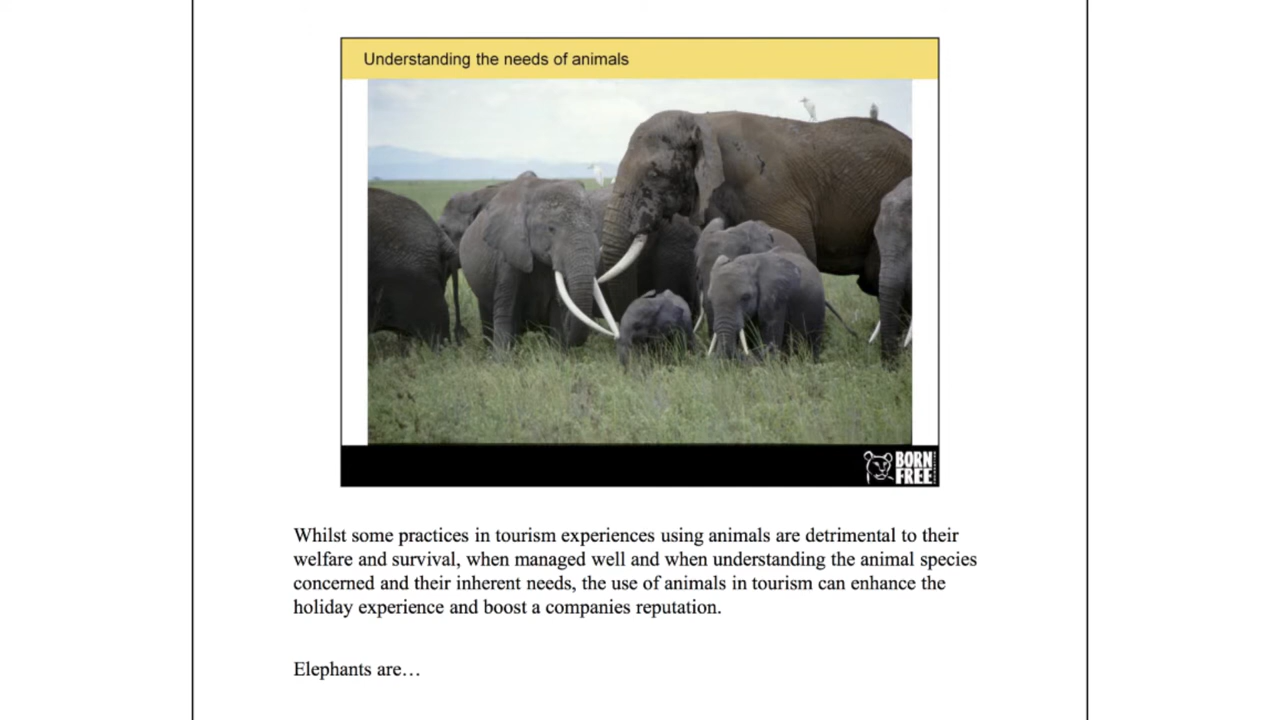 Understanding the needs of animals
BORN
FREE
Whilst some practices in tourism experiences using animals are detrimental to their
welfare and survival, when managed well and when understanding the animal species
concerned and their inherent needs, the use of animals in tourism can enhance the
holiday experience and boost a companies reputation.
Elephants are…